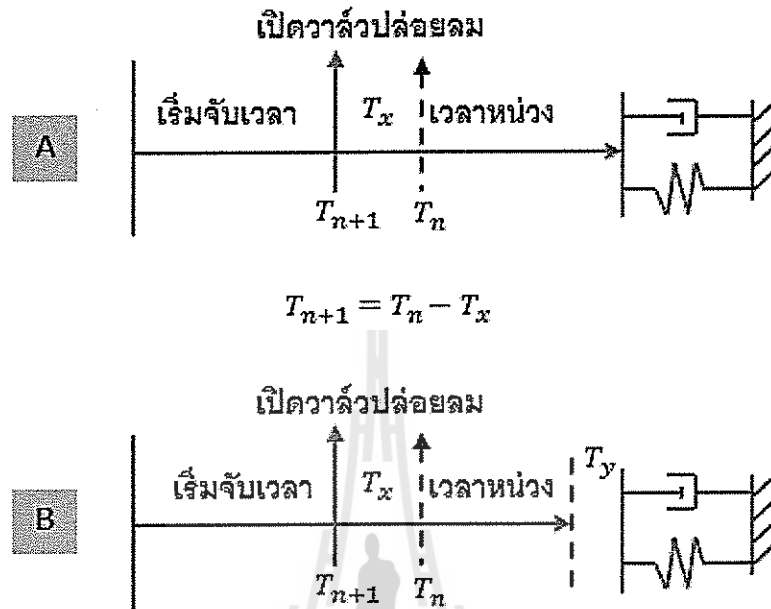 เปิดวาล์วปล่อยลม
เริ่มจับเวลา T_x เวลาหน่วง
A
T_{n+1} T_n
T_{n+1} = T_n - T_x
เปิดวาล์วปล่อยลม
เริ่มจับเวลา T_x เวลาหน่วง T_y
B
T_{n+1} T_n